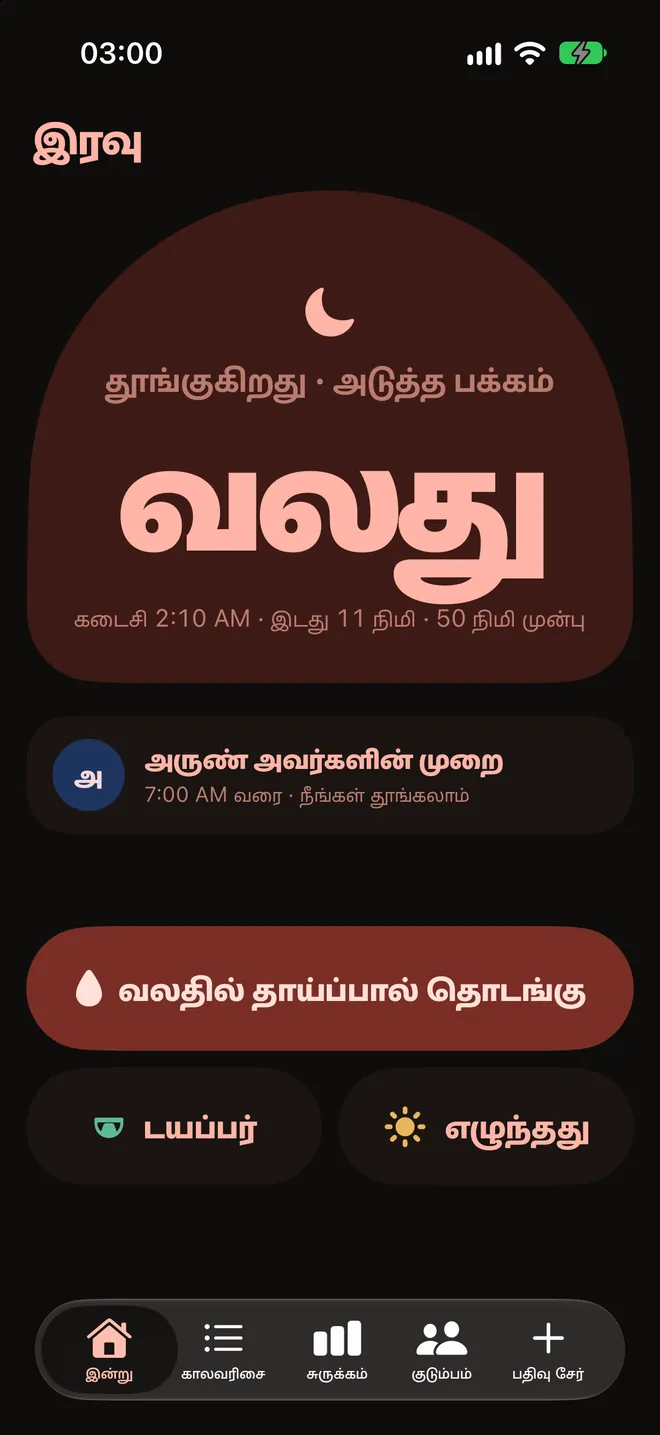 03:00
இரவு
தூங்குகிறது · அடுத்த பக்கம்
வலது
கடைசி 2:10 AM · இடது 11 நிமி · 50 நிமி முன்பு
அ
அருண் அவர்களின் முறை
7:00 AM வரை · நீங்கள் தூங்கலாம்
வலதில் தாய்ப்பால் தொடங்கு
டயப்பர்
எழுந்தது
இன்று
காலவரிசை
சுருக்கம்
குடும்பம்
பதிவு சேர்